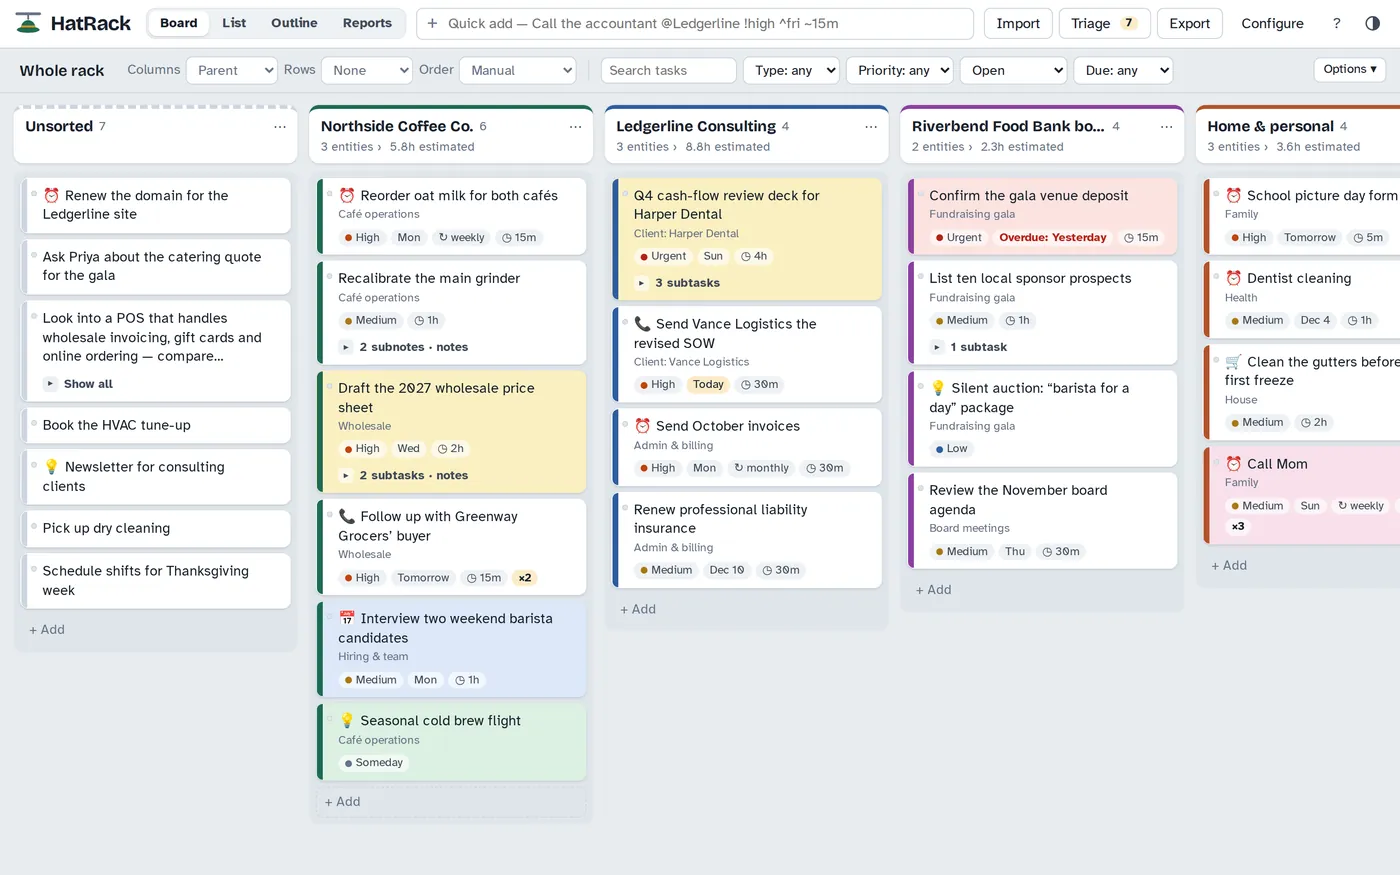 HatRack Board List Outline Reports + Quick add — Call the accountant @Ledgerline !high ^fri ~15m Import Triage 7 Export Configure ?
Whole rack Columns Parent Rows None Order Manual Search tasks Type: any Priority: any Open Due: any Options ▾
Unsorted 7 ...
⏰ Renew the domain for the
Ledgerline site
Ask Priya about the catering quote
for the gala
Look into a POS that handles
wholesale invoicing, gift cards and
online ordering — compare...
▸ Show all
Book the HVAC tune-up
💡 Newsletter for consulting
clients
Pick up dry cleaning
Schedule shifts for Thanksgiving
week
+ Add
Northside Coffee Co. 6 ...
3 entities › 5.8h estimated
⏰ Reorder oat milk for both cafés
Café operations
High Mon ↻ weekly ◷ 15m
Recalibrate the main grinder
Café operations
Medium ◷ 1h
▸ 2 subnotes · notes
Draft the 2027 wholesale price
sheet
Wholesale
High Wed ◷ 2h
▸ 2 subtasks · notes
📞 Follow up with Greenway
Grocers’ buyer
Wholesale
High Tomorrow ◷ 15m ×2
📅 Interview two weekend barista
candidates
Hiring & team
Medium Mon ◷ 1h
💡 Seasonal cold brew flight
Café operations
Someday
+ Add
Ledgerline Consulting 4 ...
3 entities › 8.8h estimated
Q4 cash-flow review deck for
Harper Dental
Client: Harper Dental
Urgent Sun ◷ 4h
▸ 3 subtasks
📞 Send Vance Logistics the
revised SOW
Client: Vance Logistics
High Today ◷ 30m
⏰ Send October invoices
Admin & billing
High Mon ↻ monthly ◷ 30m
Renew professional liability
insurance
Admin & billing
Medium Dec 10 ◷ 30m
+ Add
Riverbend Food Bank bo... 4 ...
2 entities › 2.3h estimated
Confirm the gala venue deposit
Fundraising gala
Urgent Overdue: Yesterday ◷ 15m
List ten local sponsor prospects
Fundraising gala
Medium ◷ 1h
▸ 1 subtask
💡 Silent auction: “barista for a
day” package
Fundraising gala
Low
Review the November board
agenda
Board meetings
Medium Thu ◷ 30m
+ Add
Home & personal 4
3 entities › 3.6h estimated
⏰ School picture day form
Family
High Tomorrow ◷ 5m
⏰ Dentist cleaning
Health
Medium Dec 4 ◷ 1h
🛒 Clean the gutters before
first freeze
House
Medium ◷ 2h
⏰ Call Mom
Family
Medium Sun ↻ weekly
×3
+ Add